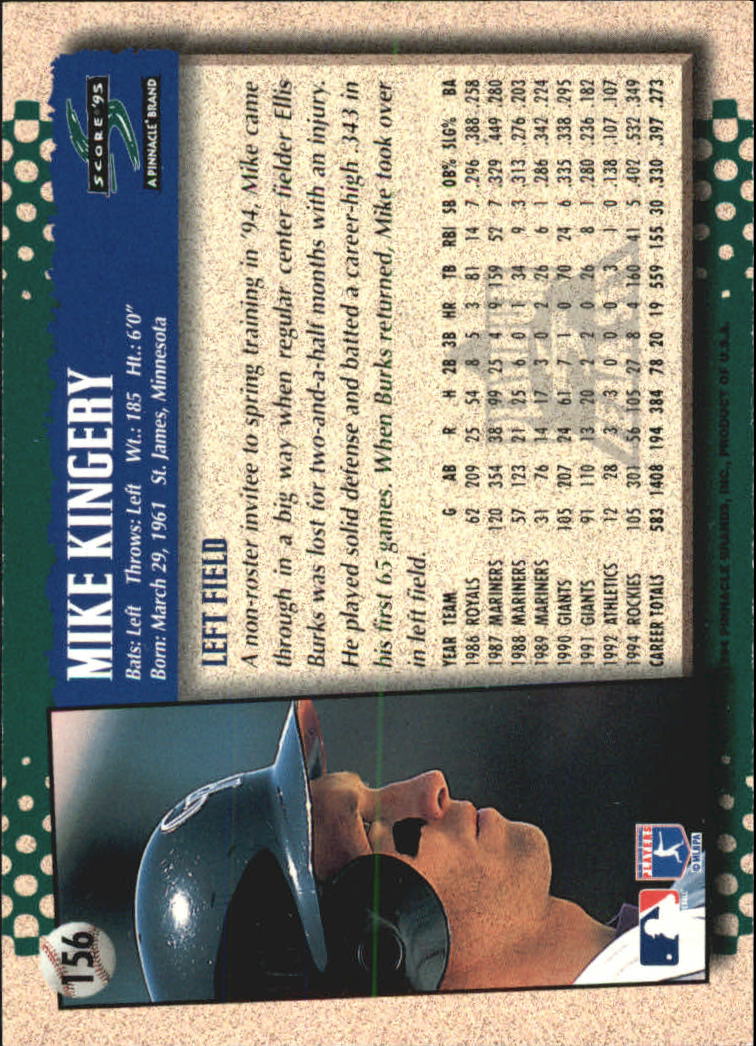 156
MIKE KINGERY
Bats: Left Throws: Left Wt.: 185 Ht.: 6'0"
Born: March 29, 1961 St. James, Minnesota
SCORE '95
A PINNACLE® BRAND
LEFT FIELD
A non-roster invitee to spring training in '94, Mike came
through in a big way when regular center fielder Ellis
Burks was lost for two-and-a-half months with an injury.
He played solid defense and batted a career-high .343 in
his first 65 games. When Burks returned, Mike took over
in left field.
YEAR TEAM G AB R H 2B 3B HR TB RBI SB OB% SLG% BA
1986 ROYALS 62 209 25 54 8 5 3 81 14 7 .296 .388 .258
1987 MARINERS 120 354 38 99 25 4 9 159 52 7 .329 .449 .280
1988 MARINERS 57 123 21 25 6 0 1 34 9 3 .313 .276 .203
1989 MARINERS 31 76 14 17 3 0 2 26 6 1 .286 .342 .224
1990 GIANTS 105 207 24 61 7 1 0 70 24 6 .335 .338 .295
1991 GIANTS 91 110 13 20 2 2 0 26 8 1 .280 .236 .182
1992 ATHLETICS 12 28 3 3 0 0 0 3 1 0 .138 .107 .107
1994 ROCKIES 105 301 56 105 27 8 4 160 41 5 .402 .532 .349
CAREER TOTALS 583 1408 194 384 78 20 19 559 155 30 .330 .397 .273
PLAYERS
© MLBPA
1994 PINNACLE BRANDS, INC., PRODUCT OF U.S.A.